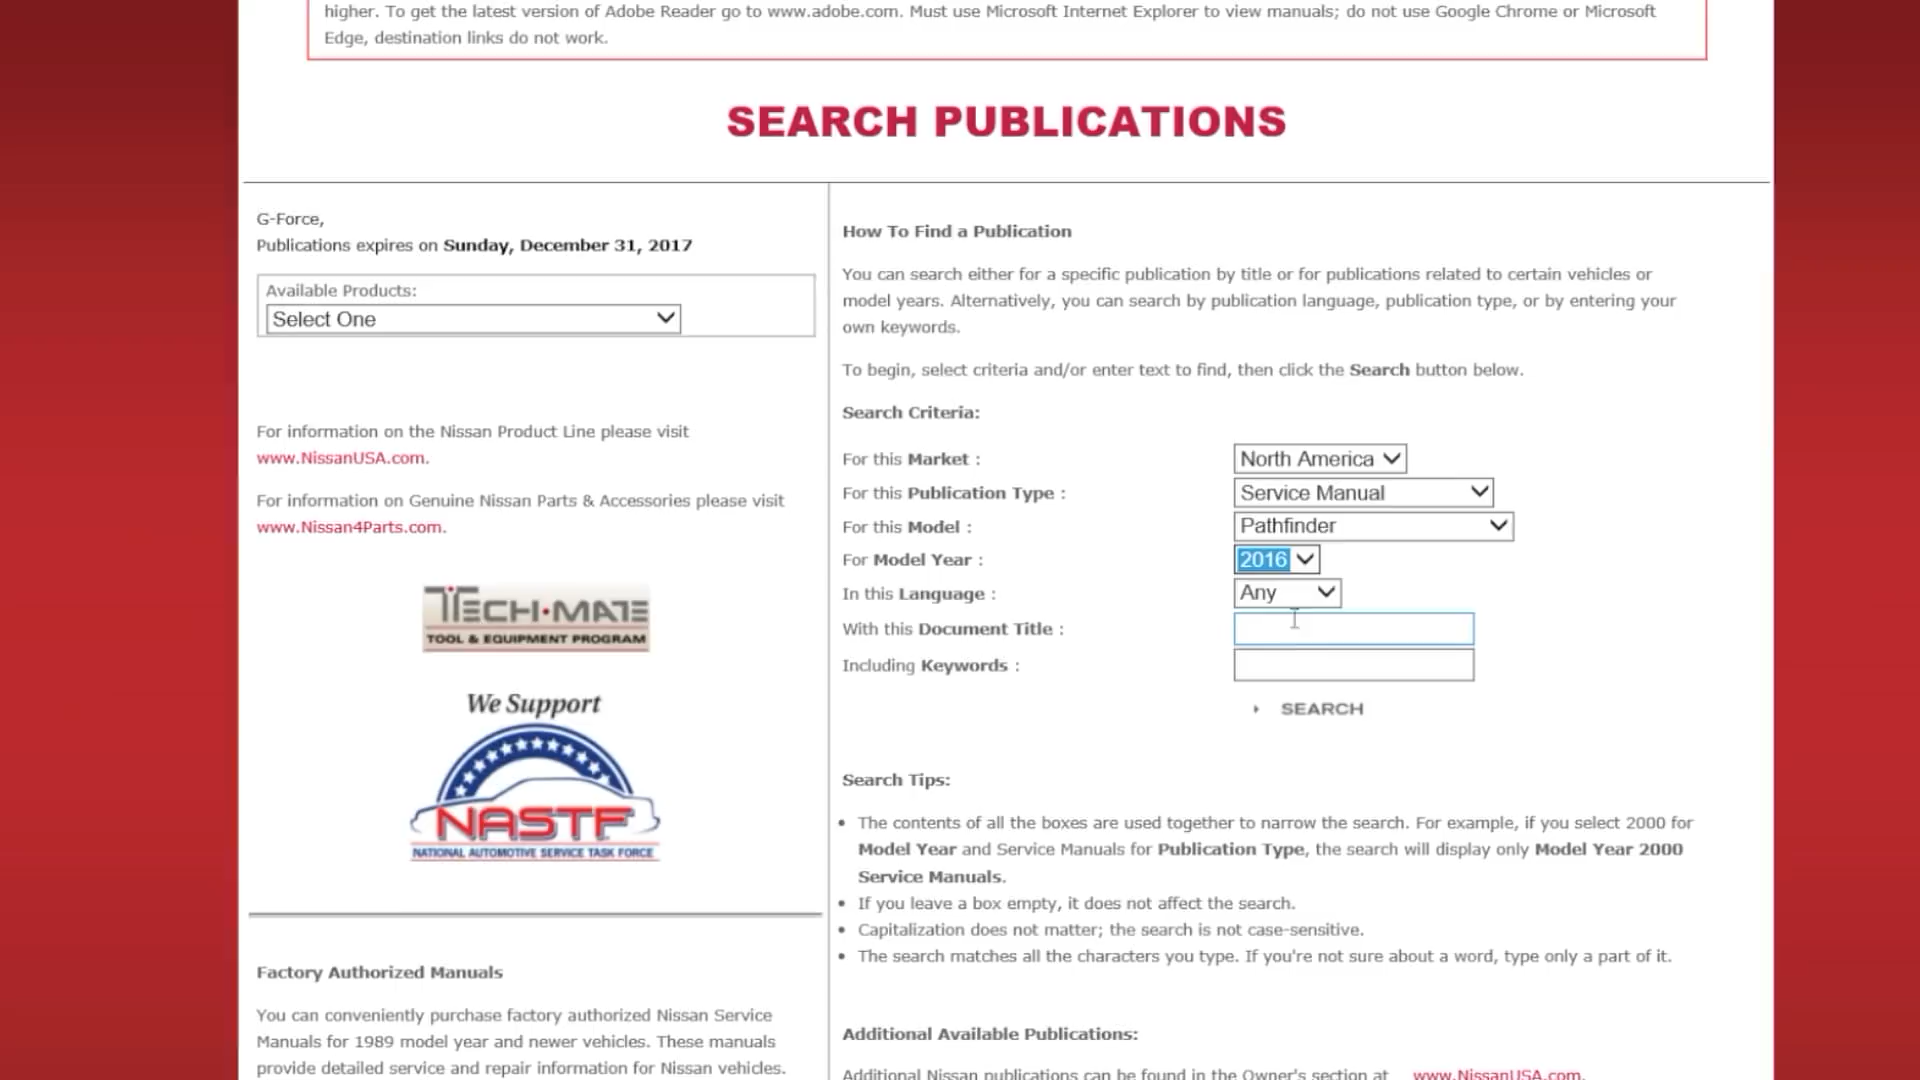 higher. To get the latest version of Adobe Reader go to www.adobe.com. Must use Microsoft Internet Explorer to view manuals; do not use Google Chrome or Microsoft
Edge, destination links do not work.
SEARCH PUBLICATIONS
G-Force,
Publications expires on Sunday, December 31, 2017
Available Products:
Select One
For information on the Nissan Product Line please visit
www.NissanUSA.com.
For information on Genuine Nissan Parts & Accessories please visit
www.Nissan4Parts.com.
TECH•MATE
TOOL & EQUIPMENT PROGRAM
We Support
NASTF
NATIONAL AUTOMOTIVE SERVICE TASK FORCE
Factory Authorized Manuals
You can conveniently purchase factory authorized Nissan Service
Manuals for 1989 model year and newer vehicles. These manuals
provide detailed service and repair information for Nissan vehicles.
How To Find a Publication
You can search either for a specific publication by title or for publications related to certain vehicles or
model years. Alternatively, you can search by publication language, publication type, or by entering your
own keywords.
To begin, select criteria and/or enter text to find, then click the Search button below.
Search Criteria:
For this Market : North America
For this Publication Type : Service Manual
For this Model : Pathfinder
For Model Year : 2016
In this Language : Any
With this Document Title :
Including Keywords :
SEARCH
Search Tips:
• The contents of all the boxes are used together to narrow the search. For example, if you select 2000 for
Model Year and Service Manuals for Publication Type, the search will display only Model Year 2000
Service Manuals.
• If you leave a box empty, it does not affect the search.
• Capitalization does not matter; the search is not case-sensitive.
• The search matches all the characters you type. If you're not sure about a word, type only a part of it.
Additional Available Publications:
Additional Nissan publications can be found in the Owner's section at www.NissanUSA.com.